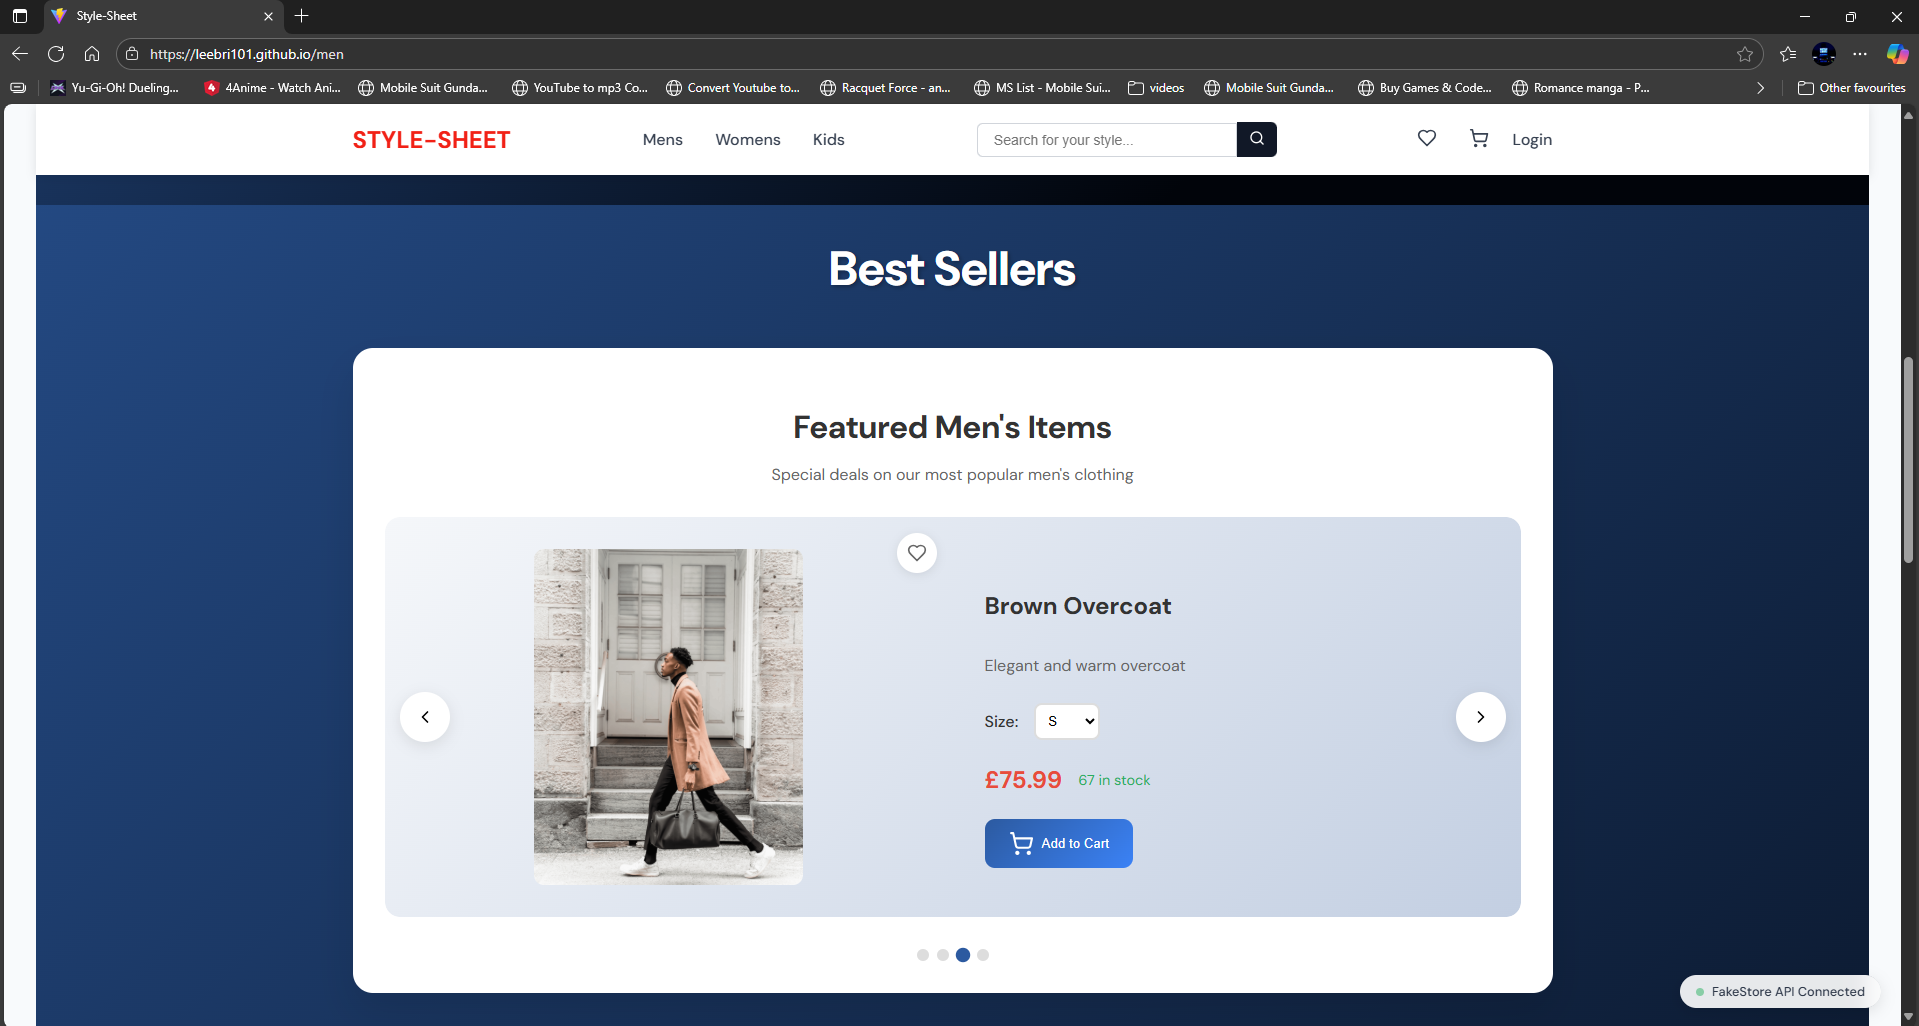 Style-Sheet
https://leebri101.github.io/men
Yu-Gi-Oh! Dueling...
4Anime - Watch Ani...
Mobile Suit Gunda...
YouTube to mp3 Co...
Convert Youtube to...
Racquet Force - an...
MS List - Mobile Sui...
videos
Mobile Suit Gunda...
Buy Games & Code...
Romance manga - P...
Other favourites
STYLE-SHEET
Mens
Womens
Kids
Search for your style...
Login
Best Sellers
Featured Men's Items
Special deals on our most popular men's clothing
Brown Overcoat
Elegant and warm overcoat
Size: S
£75.99 67 in stock
Add to Cart
FakeStore API Connected